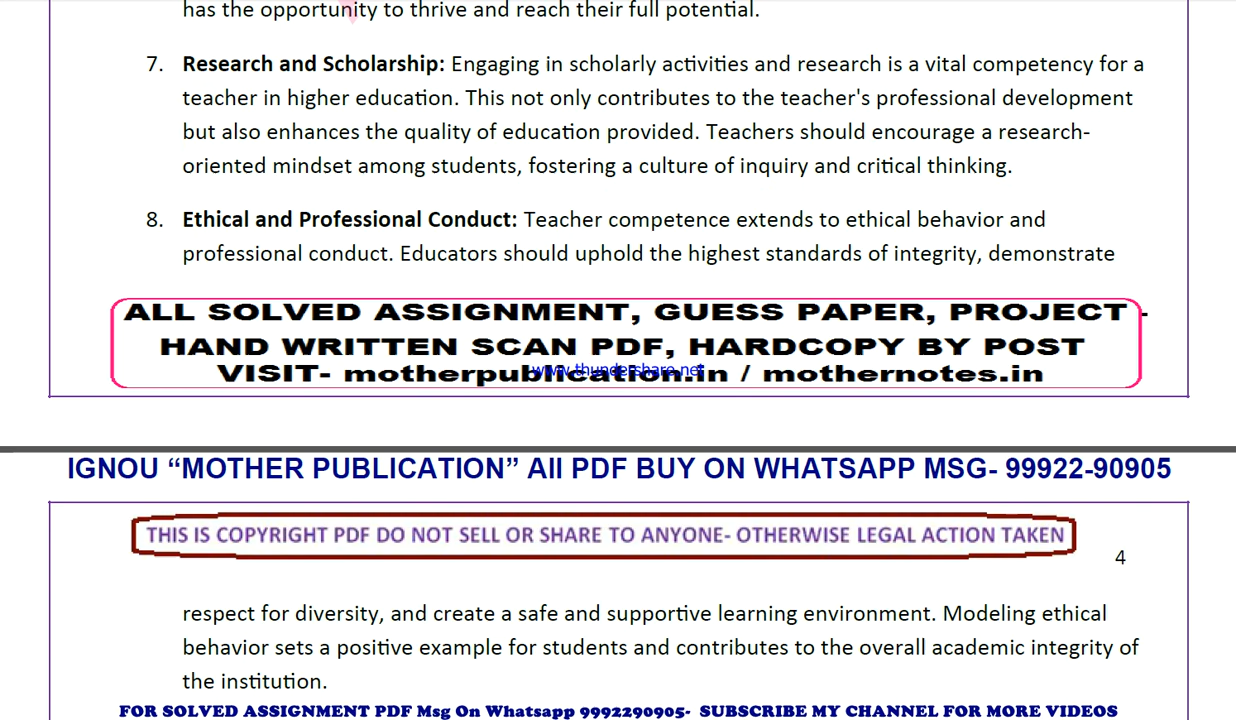 has the opportunity to thrive and reach their full potential.
7. Research and Scholarship: Engaging in scholarly activities and research is a vital competency for a
teacher in higher education. This not only contributes to the teacher's professional development
but also enhances the quality of education provided. Teachers should encourage a research-
oriented mindset among students, fostering a culture of inquiry and critical thinking.
8. Ethical and Professional Conduct: Teacher competence extends to ethical behavior and
professional conduct. Educators should uphold the highest standards of integrity, demonstrate
ALL SOLVED ASSIGNMENT, GUESS PAPER, PROJECT -
HAND WRITTEN SCAN PDF, HARDCOPY BY POST
www.thundershare.net
VISIT- motherpublication.in / mothernotes.in
IGNOU “MOTHER PUBLICATION” All PDF BUY ON WHATSAPP MSG- 99922-90905
THIS IS COPYRIGHT PDF DO NOT SELL OR SHARE TO ANYONE- OTHERWISE LEGAL ACTION TAKEN
4
respect for diversity, and create a safe and supportive learning environment. Modeling ethical
behavior sets a positive example for students and contributes to the overall academic integrity of
the institution.
FOR SOLVED ASSIGNMENT PDF Msg On Whatsapp 9992290905- SUBSCRIBE MY CHANNEL FOR MORE VIDEOS